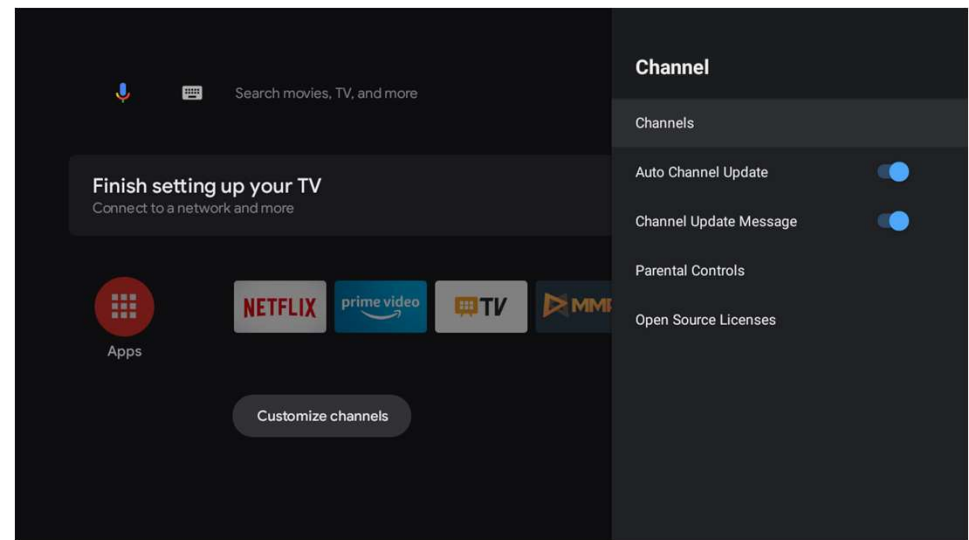 Search movies, TV, and more
Finish setting up your TV
Connect to a network and more
NETFLIX
prime video
TV
Apps
Customize channels
Channel
Channels
Auto Channel Update
Channel Update Message
Parental Controls
Open Source Licenses